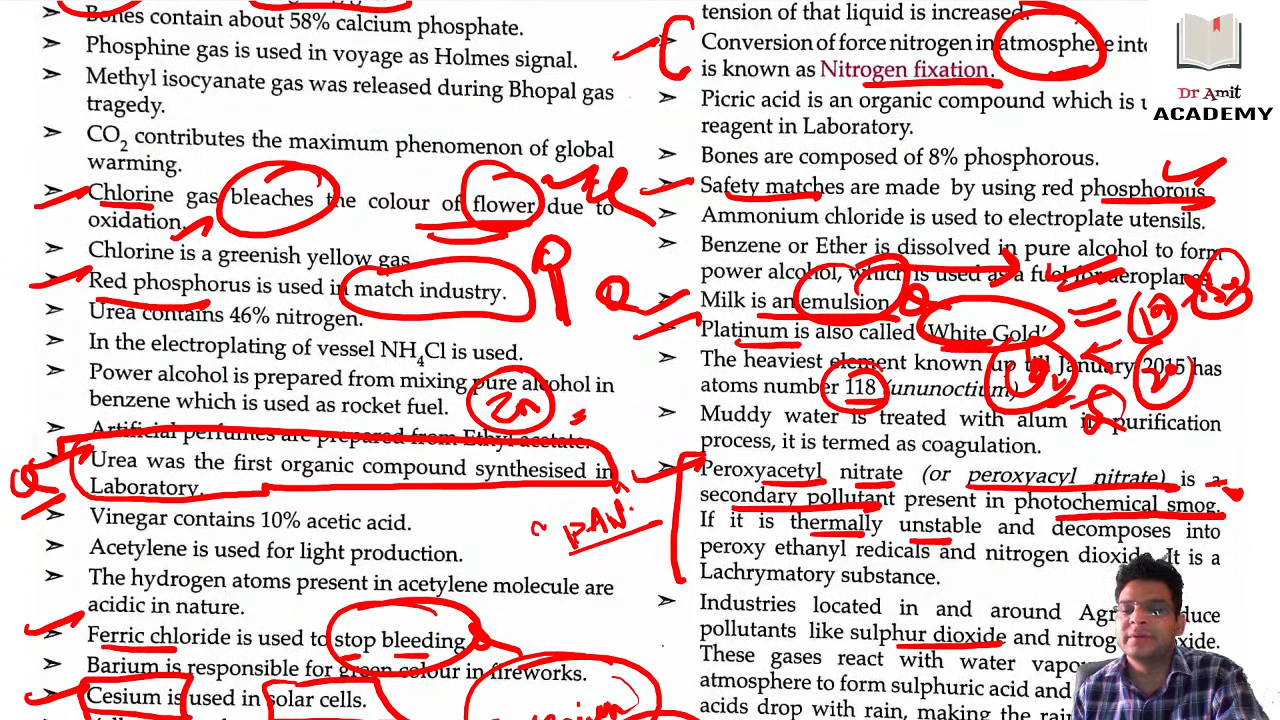 Bones contain about 58% calcium phosphate.
Phosphine gas is used in voyage as Holmes signal.
Methyl isocyanate gas was released during Bhopal gas
tragedy.
CO2 contributes the maximum phenomenon of global
warming.
Chlorine gas bleaches the colour of flower due to
oxidation.
Chlorine is a greenish yellow gas.
Red phosphorus is used in match industry.
Urea contains 46% nitrogen.
In the electroplating of vessel NH4Cl is used.
Power alcohol is prepared from mixing pure alcohol in
benzene which is used as rocket fuel.
Artificial perfumes are prepared from Ethyl acetate.
Urea was the first organic compound synthesised in
Laboratory.
Vinegar contains 10% acetic acid.
Acetylene is used for light production.
The hydrogen atoms present in acetylene molecule are
acidic in nature.
Ferric chloride is used to stop bleeding
Barium is responsible for green colour in fireworks.
Cesium is used in solar cells.
tension of that liquid is increased.
Conversion of force nitrogen in atmosphere into
is known as Nitrogen fixation.
Picric acid is an organic compound which is
reagent in Laboratory.
Bones are composed of 8% phosphorous.
Safety matches are made by using red phosphorous.
Ammonium chloride is used to electroplate utensils.
Benzene or Ether is dissolved in pure alcohol to form
power alcohol, which is used as a fuel for aeroplanes.
Milk is an emulsion
Platinum is also called 'White Gold'
The heaviest element known up till January 2015 has
atoms number 118 (ununoctium)
Muddy water is treated with alum in purification
process, it is termed as coagulation.
Peroxyacetyl nitrate (or peroxyacyl nitrate) is a
secondary pollutant present in photochemical smog.
If it is thermally unstable and decomposes into
peroxy ethanyl redicals and nitrogen dioxide. It is a
Lachrymatory substance.
Industries located in and around
pollutants like sulphur dioxide and
These gases react with water
atmosphere to form sulphuric acid and
acids drop with rain, making the
PAN
Dr Amit
ACADEMY